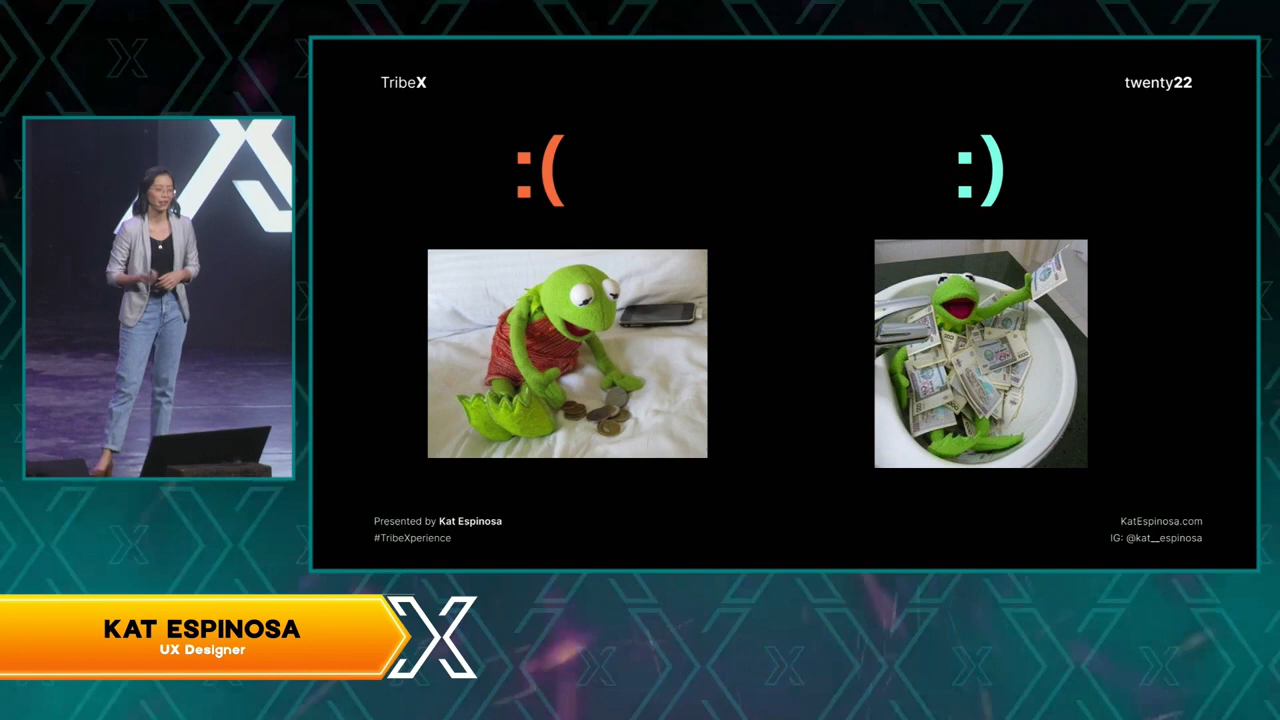 TribeX
twenty22
:(
:)
Presented by Kat Espinosa
#TribeXperience
KatEspinosa.com
IG: @kat__espinosa
KAT ESPINOSA
UX Designer
X